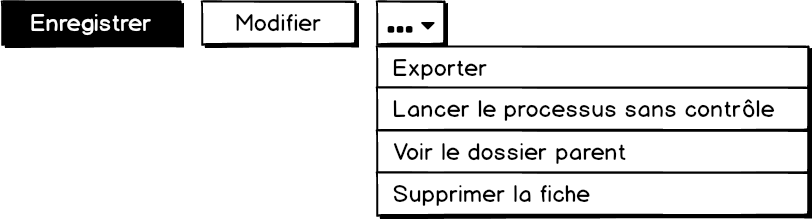 Enregistrer
Modifier
...
Exporter
Lancer le processus sans contrôle
Voir le dossier parent
Supprimer la fiche